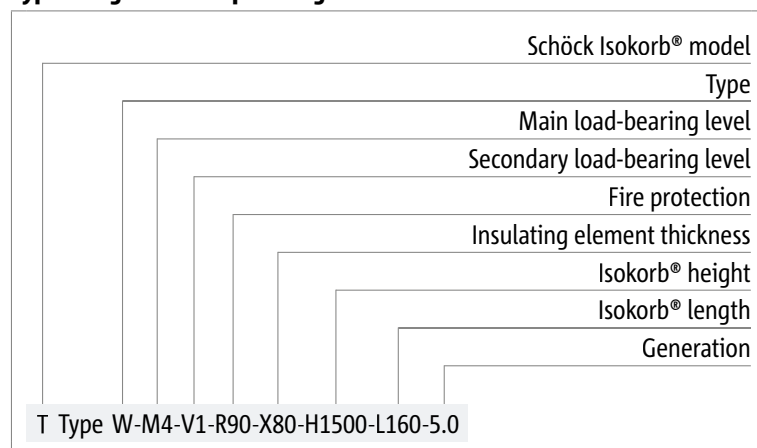 Schöck Isokorb® model
Type
Main load-bearing level
Secondary load-bearing level
Fire protection
Insulating element thickness
Isokorb® height
Isokorb® length
Generation
T Type W-M4-V1-R90-X80-H1500-L160-5.0